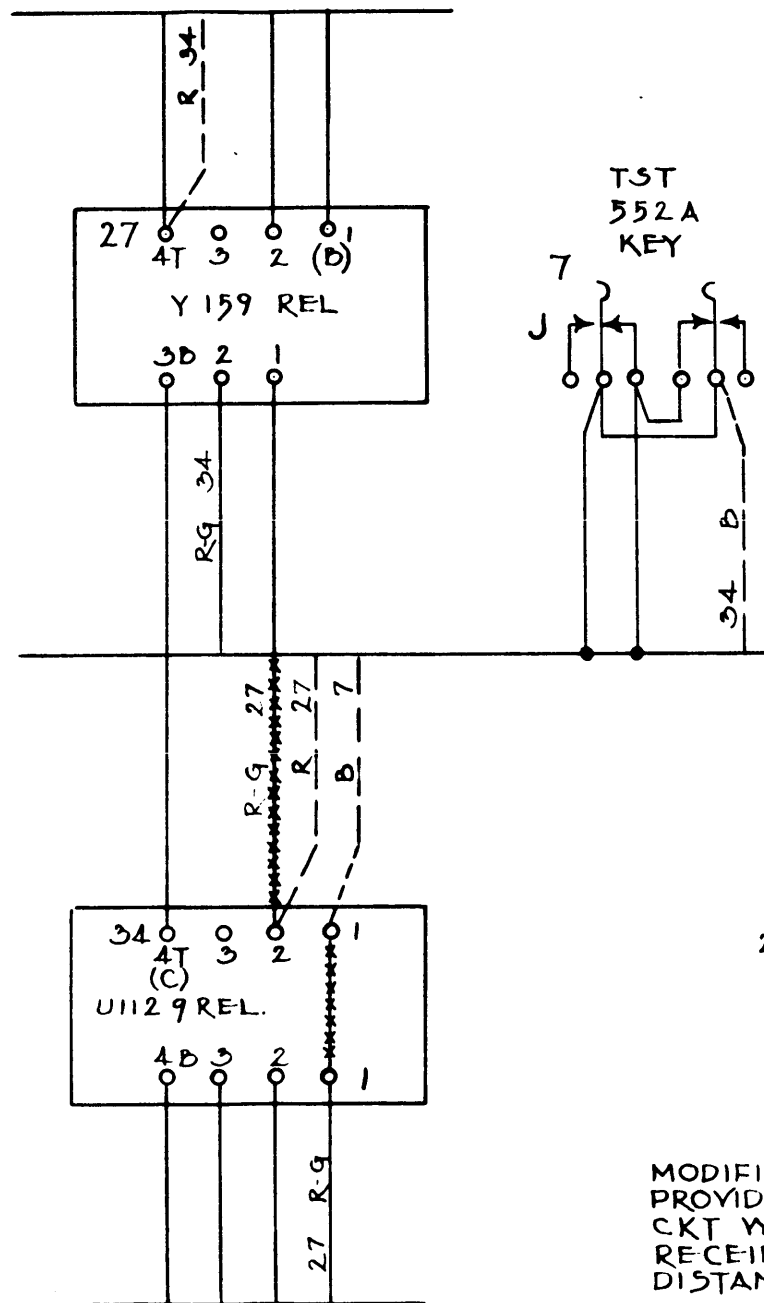 R 34
27
4T 3 2 (B) 1
Y 159 REL
3B 2 1
R-G 34
TST
552A
KEY
7
J
34 B
R-G 27
R 27
B 7
34
4T 3 2 1
(C)
U1129 REL.
4B 3 2 1
27 R-G
2
MODIFI
PROVID
CKT W
RECEI
DISTAN